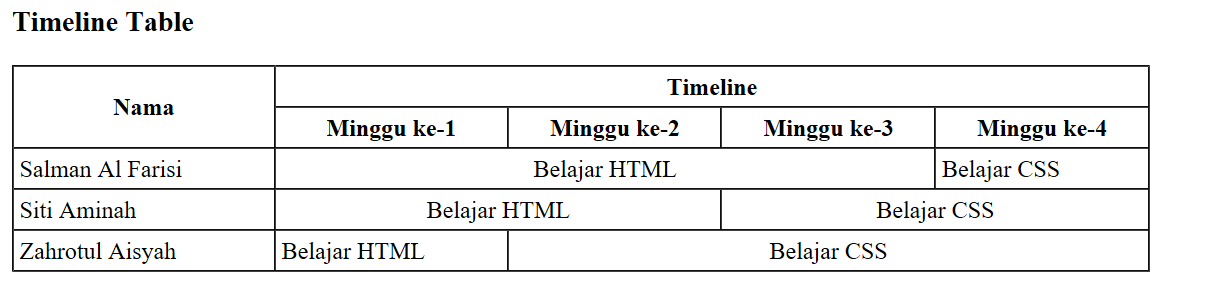 Timeline Table
Nama
Timeline
Minggu ke-1 Minggu ke-2 Minggu ke-3 Minggu ke-4
Salman Al Farisi Belajar HTML Belajar CSS
Siti Aminah Belajar HTML Belajar CSS
Zahrotul Aisyah Belajar HTML Belajar CSS